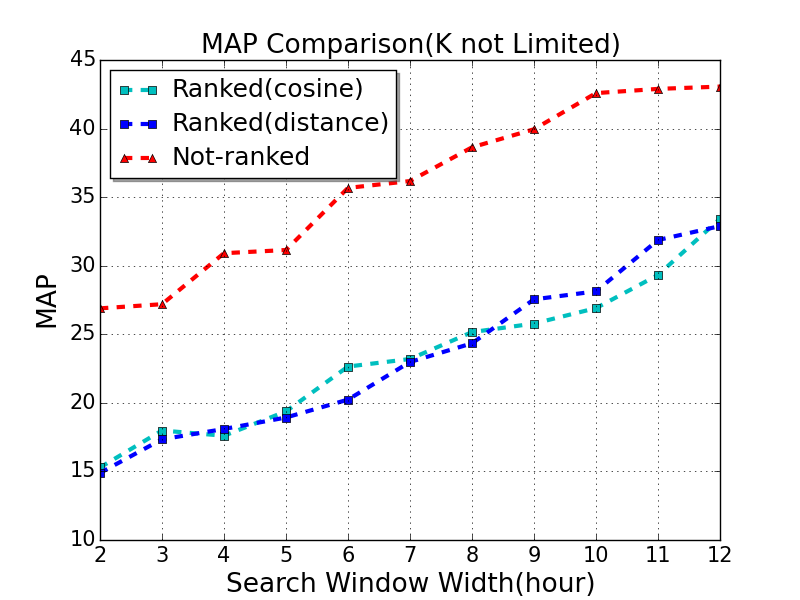 MAP Comparison(K not Limited)
Ranked(cosine)
Ranked(distance)
Not-ranked
45
40
35
30
25
20
15
10
MAP
2 3 4 5 6 7 8 9 10 11 12
Search Window Width(hour)